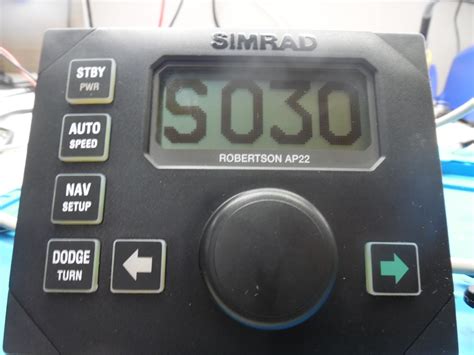 SIMRAD
STBY
PWR
S030
AUTO
SPEED
ROBERTSON AP22
NAV
SETUP
DODGE
TURN